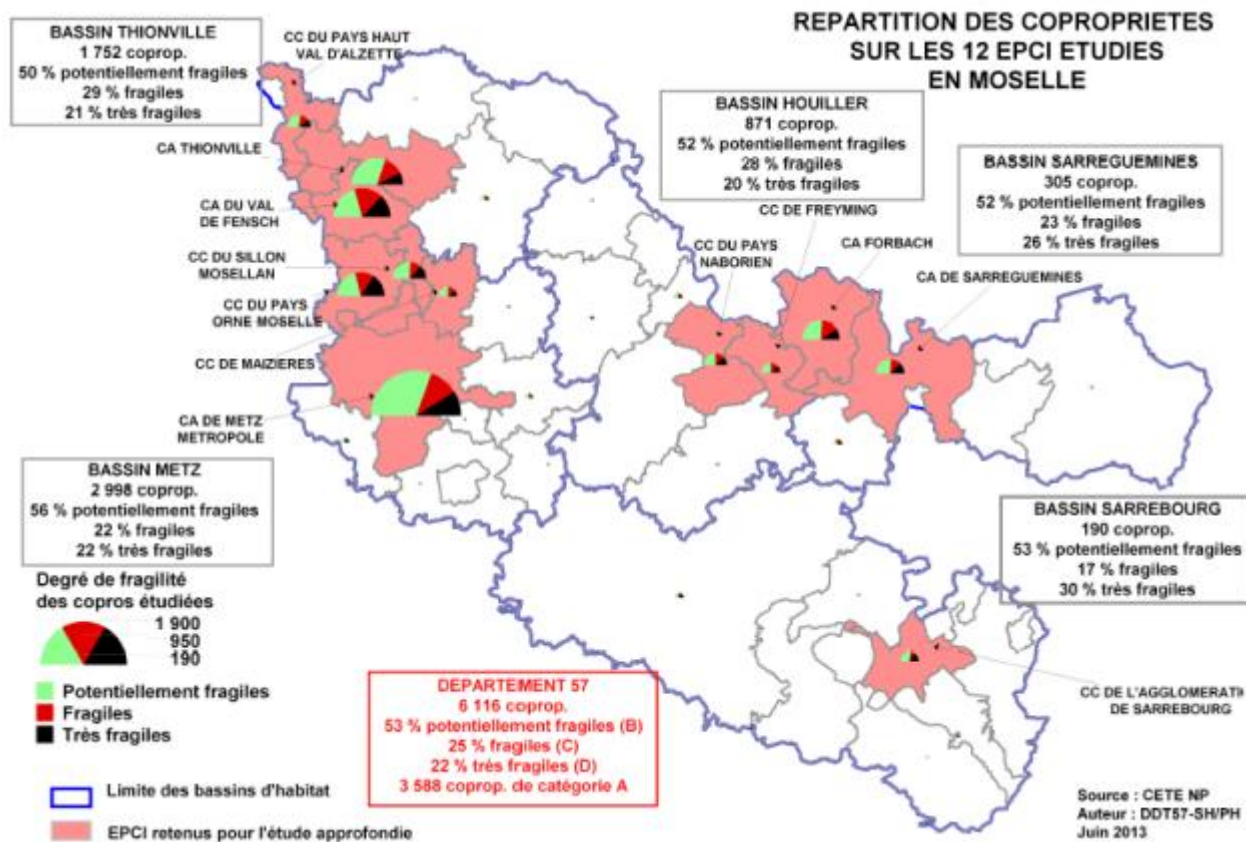 REPARTITION DES COPROPRIETES
SUR LES 12 EPCI ETUDIES
EN MOSELLE
BASSIN THIONVILLE
1 752 coprop.
50 % potentiellement fragiles
29 % fragiles
21 % très fragiles
CC DU PAYS HAUT
VAL D'ALZETTE
CA THIONVILLE
CA DU VAL
DE FENSCH
CC DU SILLON
MOSELLAN
CC DU PAYS
ORNE MOSELLE
CC DE MAIZIERES
CA DE METZ
METROPOLE
BASSIN HOUILLER
871 coprop.
52 % potentiellement fragiles
28 % fragiles
20 % très fragiles
CC DE FREYMING
CC DU PAYS
NABORIEN
CA FORBACH
BASSIN SARREGUEMINES
305 coprop.
52 % potentiellement fragiles
23 % fragiles
26 % très fragiles
CA DE SARREGUEMINES
BASSIN METZ
2 998 coprop.
56 % potentiellement fragiles
22 % fragiles
22 % très fragiles
BASSIN SARREBOURG
190 coprop.
53 % potentiellement fragiles
17 % fragiles
30 % très fragiles
CC DE L'AGGLOMERATI
DE SARREBOURG
Degré de fragilité
des copros étudiées
1 900
950
190
Potentiellement fragiles
Fragiles
Très fragiles
DEPARTEMENT 57
6 116 coprop.
53 % potentiellement fragiles (B)
25 % fragiles (C)
22 % très fragiles (D)
3 588 coprop. de catégorie A
Limite des bassins d'habitat
EPCI retenus pour l'étude approfondie
Source : CETE NP
Auteur : DDT57-SH/PH
Juin 2013